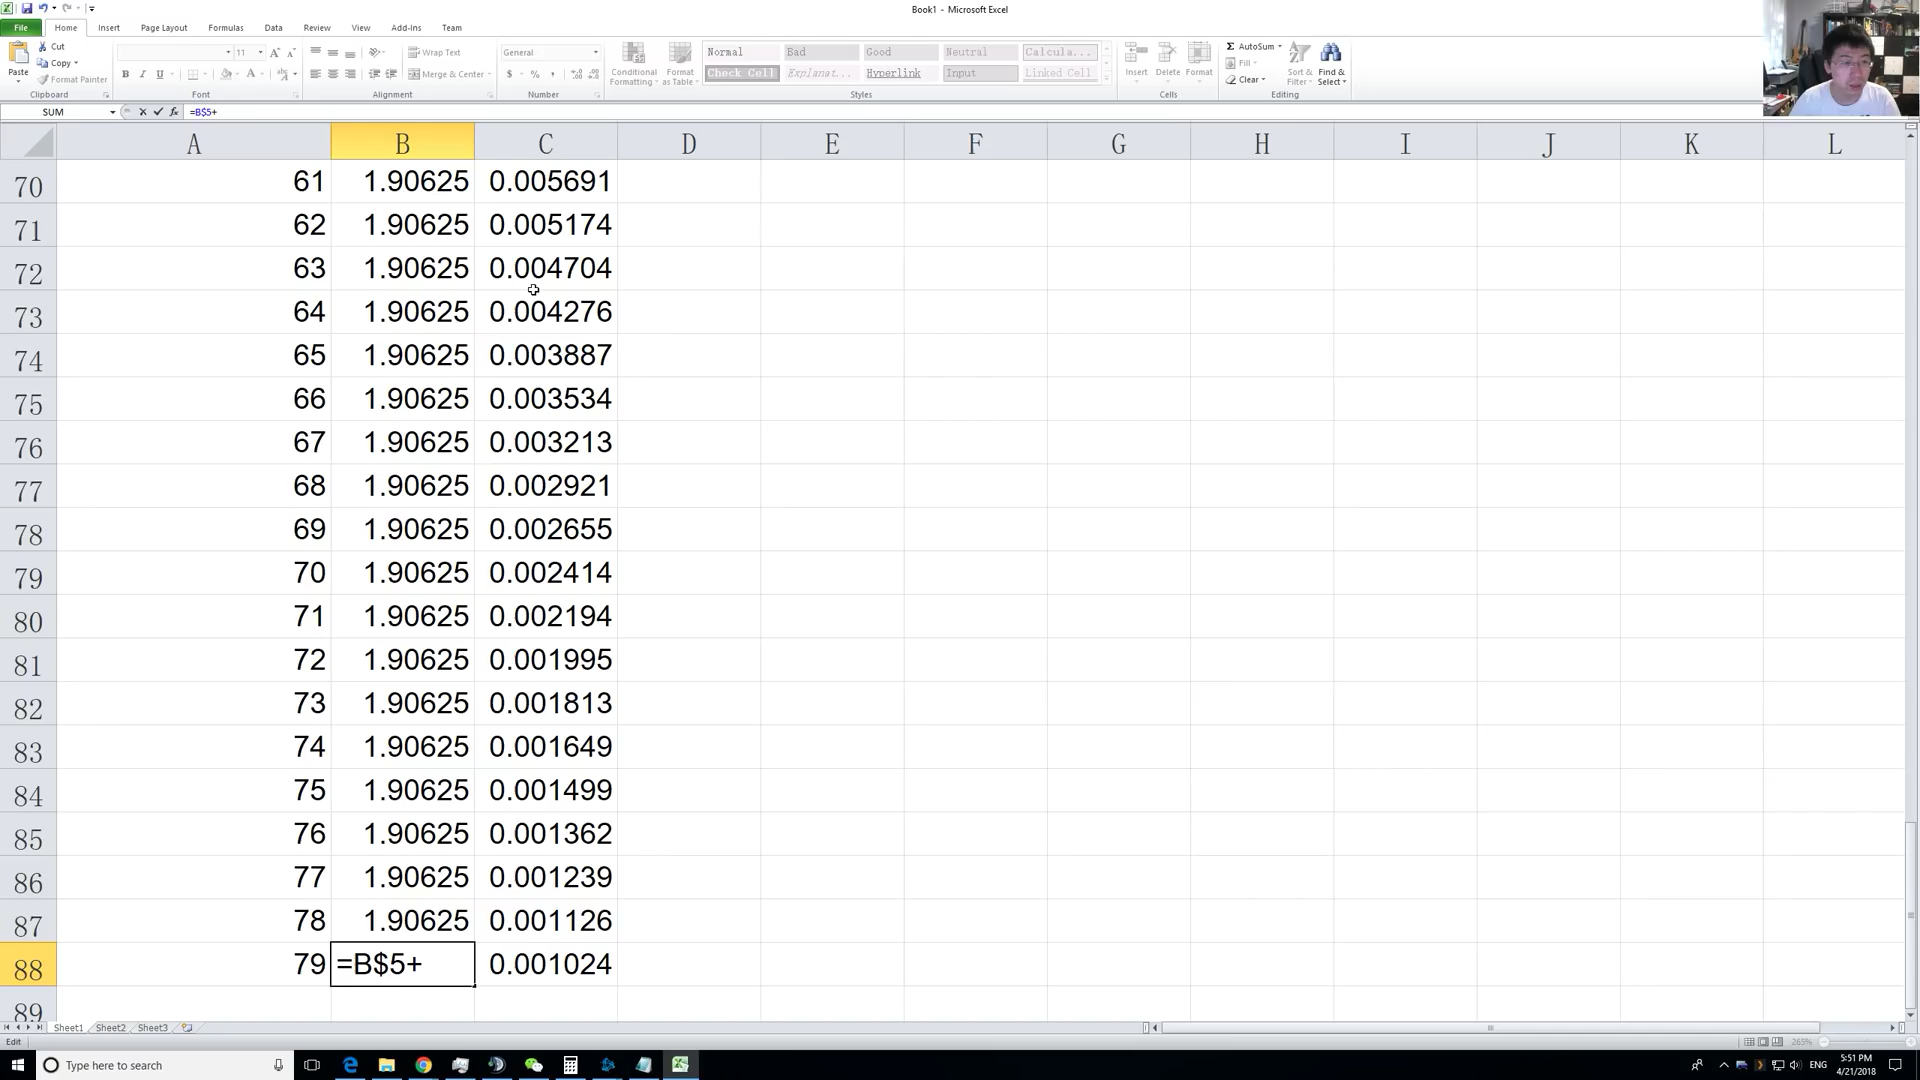 Book1 - Microsoft Excel
File Home Insert Page Layout Formulas Data Review View Add-Ins Team
Paste
Cut
Copy
Format Painter
Clipboard
11 A A
B I U A
Font
Wrap Text
Merge & Center
Alignment
General
$ % ,
Number
Conditional Formatting
Format as Table
Normal Bad Good Neutral Calcula...
Check Cell Explanat... Hyperlink Input Linked Cell
Styles
Insert Delete Format
Cells
Σ AutoSum
Fill
Clear
Sort & Filter
Find & Select
Editing
SUM fx =B$5+
A B C D E F G H I J K L
70 61 1.90625 0.005691
71 62 1.90625 0.005174
72 63 1.90625 0.004704
73 64 1.90625 0.004276
74 65 1.90625 0.003887
75 66 1.90625 0.003534
76 67 1.90625 0.003213
77 68 1.90625 0.002921
78 69 1.90625 0.002655
79 70 1.90625 0.002414
80 71 1.90625 0.002194
81 72 1.90625 0.001995
82 73 1.90625 0.001813
83 74 1.90625 0.001649
84 75 1.90625 0.001499
85 76 1.90625 0.001362
86 77 1.90625 0.001239
87 78 1.90625 0.001126
88 79 =B$5+ 0.001024
89
Sheet1 Sheet2 Sheet3
Edit 265%
Type here to search
ENG
5:51 PM
4/21/2018